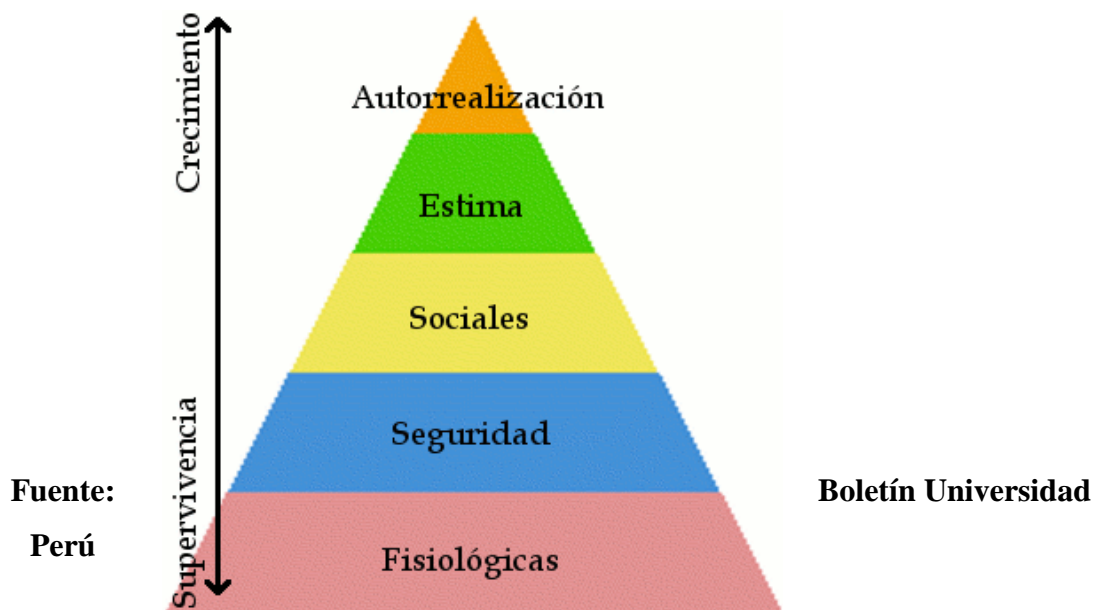 Crecimiento
Autorrealización
Estima
Sociales
Supervivencia
Seguridad
Fisiológicas
Fuente: Boletín Universidad
Perú